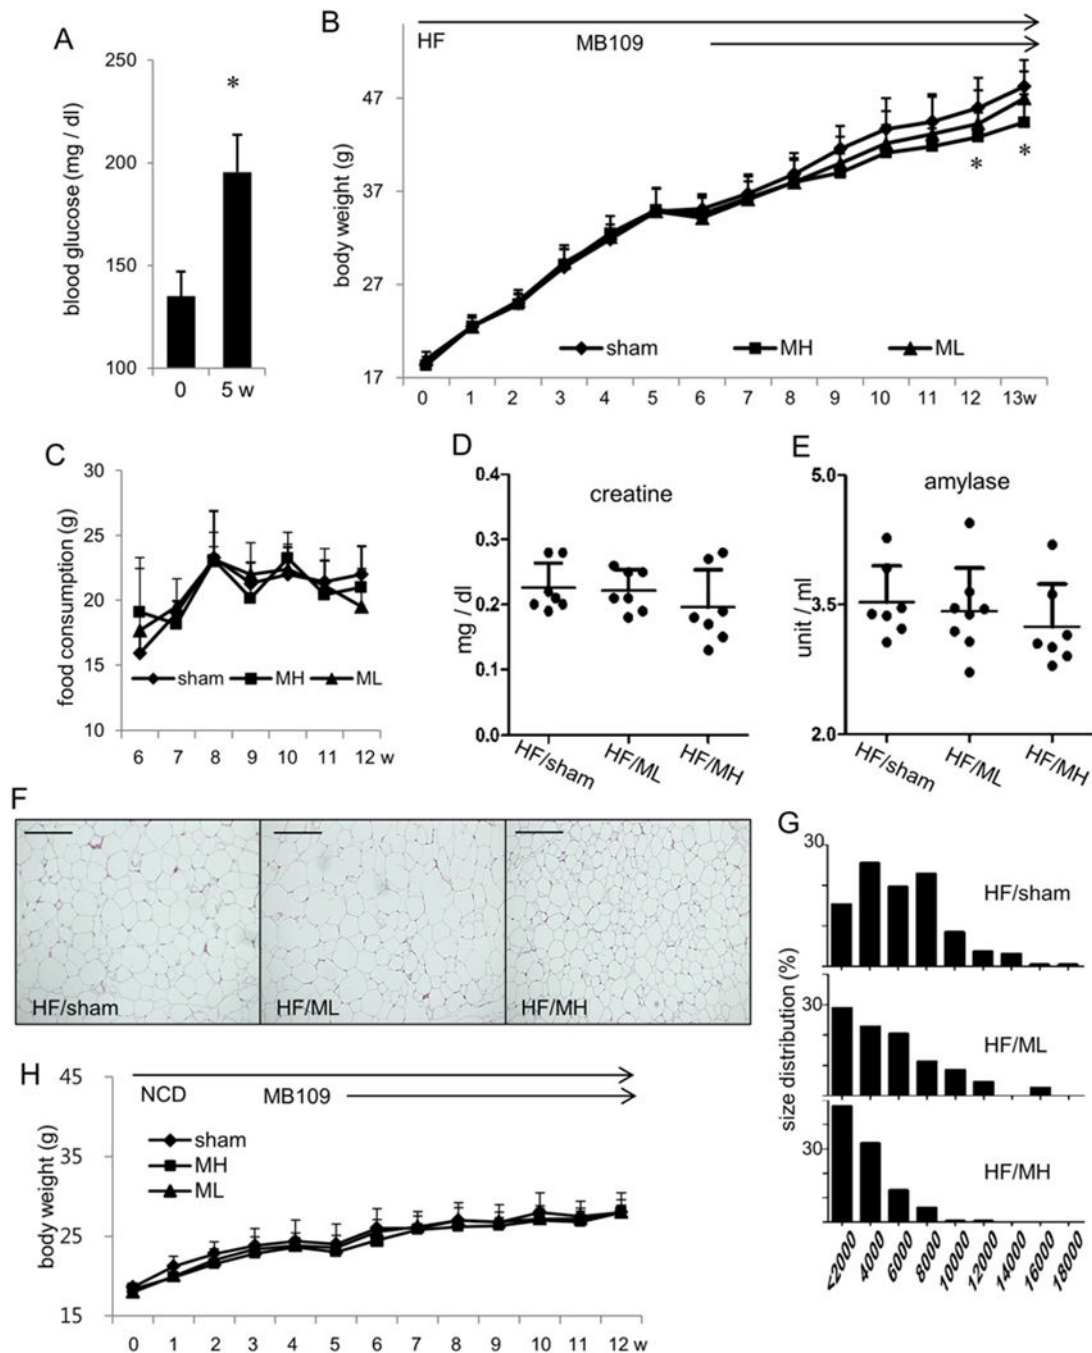 A
blood glucose (mg / dl)
250
200
150
100
0 5 w
*
B
HF
MB109
body weight (g)
47
37
27
17
* *
sham MH ML
0 1 2 3 4 5 6 7 8 9 10 11 12 13w
C
food consumption (g)
30
25
20
15
10
sham MH ML
6 7 8 9 10 11 12 w
D
creatine
mg / dl
0.4
0.3
0.2
0.1
0.0
HF/sham HF/ML HF/MH
E
amylase
unit / ml
5.0
3.5
2.0
HF/sham HF/ML HF/MH
F
HF/sham HF/ML HF/MH
G
size distribution (%)
30
HF/sham
30
HF/ML
30
HF/MH
<2000 4000 6000 8000 10000 12000 14000 16000 18000
H
NCD
MB109
body weight (g)
45
35
25
15
sham
MH
ML
0 1 2 3 4 5 6 7 8 9 10 11 12 w